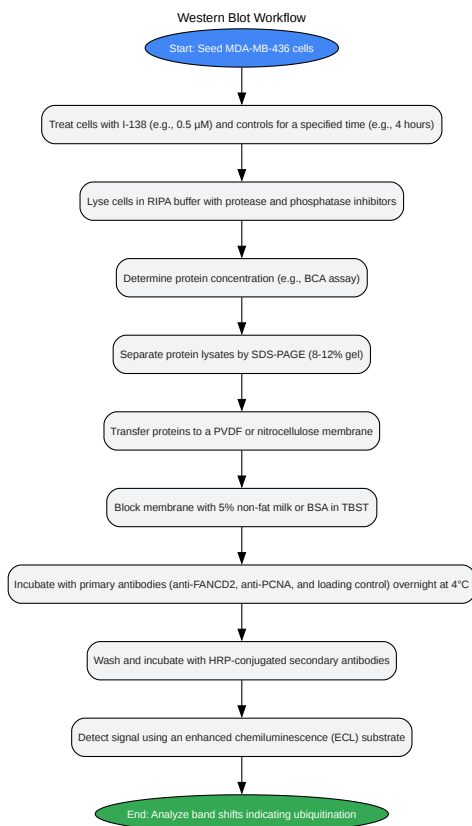 Western Blot Workflow
Start: Seed MDA-MB-436 cells
Treat cells with I-138 (e.g., 0.5 µM) and controls for a specified time (e.g., 4 hours)
Lyse cells in RIPA buffer with protease and phosphatase inhibitors
Determine protein concentration (e.g., BCA assay)
Separate protein lysates by SDS-PAGE (8-12% gel)
Transfer proteins to a PVDF or nitrocellulose membrane
Block membrane with 5% non-fat milk or BSA in TBST
Incubate with primary antibodies (anti-FANCD2, anti-PCNA, and loading control) overnight at 4°C
Wash and incubate with HRP-conjugated secondary antibodies
Detect signal using an enhanced chemiluminescence (ECL) substrate
End: Analyze band shifts indicating ubiquitination